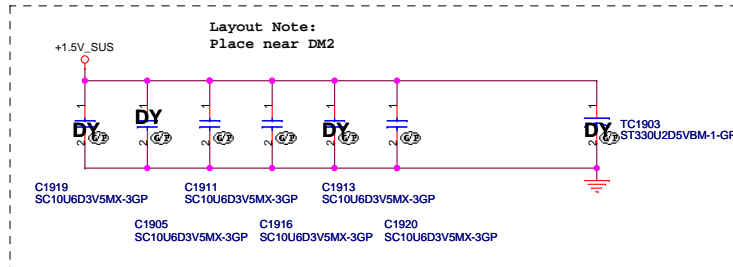 Layout Note:
Place near DM2
+1.5V_SUS
1 1 1 1 1 1 1
DY DY DY DY
G/P G/P G/P G/P G/P G/P G/P
2 2 2 2 2 2 2
TC1903
ST330U2D5VBM-1-GP
C1919
SC10U6D3V5MX-3GP
C1911
SC10U6D3V5MX-3GP
C1913
SC10U6D3V5MX-3GP
C1905
SC10U6D3V5MX-3GP
C1916
SC10U6D3V5MX-3GP
C1920
SC10U6D3V5MX-3GP